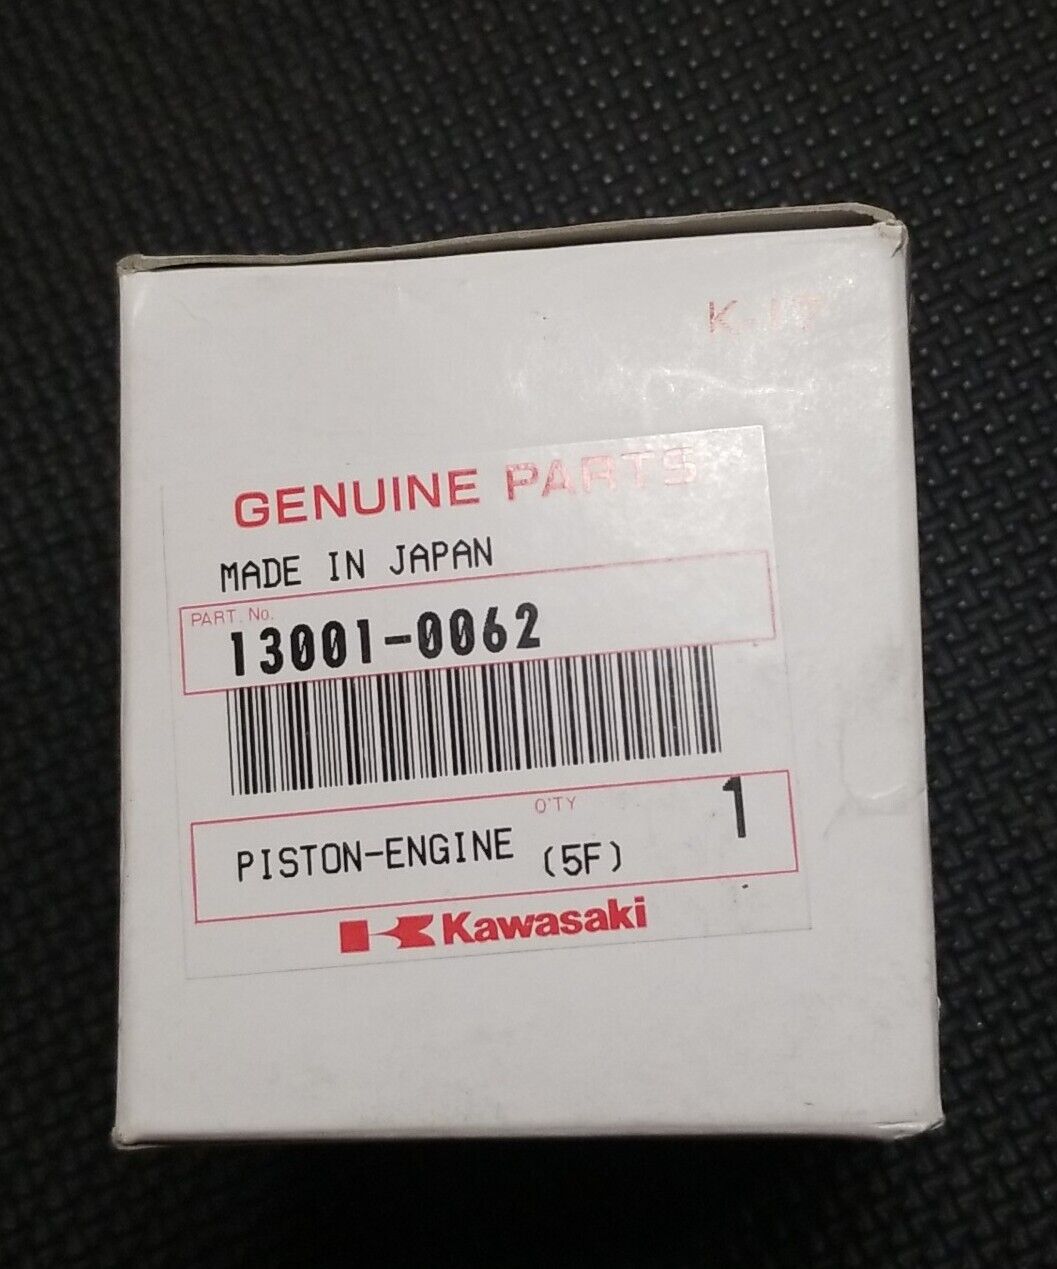 K-17
GENUINE PARTS
MADE IN JAPAN
PART. No.
13001-0062
Q'TY
1
PISTON-ENGINE (5F)
Kawasaki